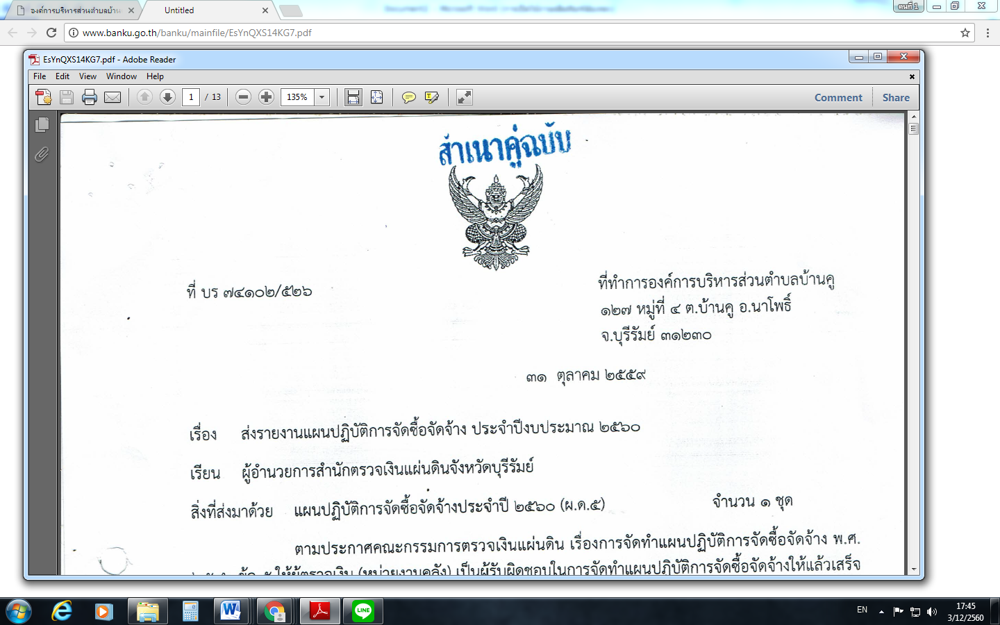 องค์การบริหารส่วนตำบลบ้าน
Untitled
คนที่ 1
www.banku.go.th/banku/mainfile/EsYnQXS14KG7.pdf
EsYnQXS14KG7.pdf - Adobe Reader
File Edit View Window Help
1 / 13 135% Comment Share
สำเนาคู่ฉบับ
ที่ บร ๗๔๑๐๒/๕๒๖
ที่ทำการองค์การบริหารส่วนตำบลบ้านคู
๑๒๗ หมู่ที่ ๔ ต.บ้านคู อ.นาโพธิ์
จ.บุรีรัมย์ ๓๑๒๓๐
๓๑ ตุลาคม ๒๕๕๙
เรื่อง ส่งรายงานแผนปฏิบัติการจัดซื้อจัดจ้าง ประจำปีงบประมาณ ๒๕๖๐
เรียน ผู้อำนวยการสำนักตรวจเงินแผ่นดินจังหวัดบุรีรัมย์
สิ่งที่ส่งมาด้วย แผนปฏิบัติการจัดซื้อจัดจ้างประจำปี ๒๕๖๐ (ผ.ด.๕) จำนวน ๑ ชุด
ตามประกาศคณะกรรมการตรวจเงินแผ่นดิน เรื่องการจัดทำแผนปฏิบัติการจัดซื้อจัดจ้าง พ.ศ.
ให้ผู้ตรวจเงิน (หน่วยงานคลัง) เป็นผู้รับผิดชอบในการจัดทำแผนปฏิบัติการจัดซื้อจัดจ้างให้แล้วเสร็จ
EN
17:45
3/12/2560